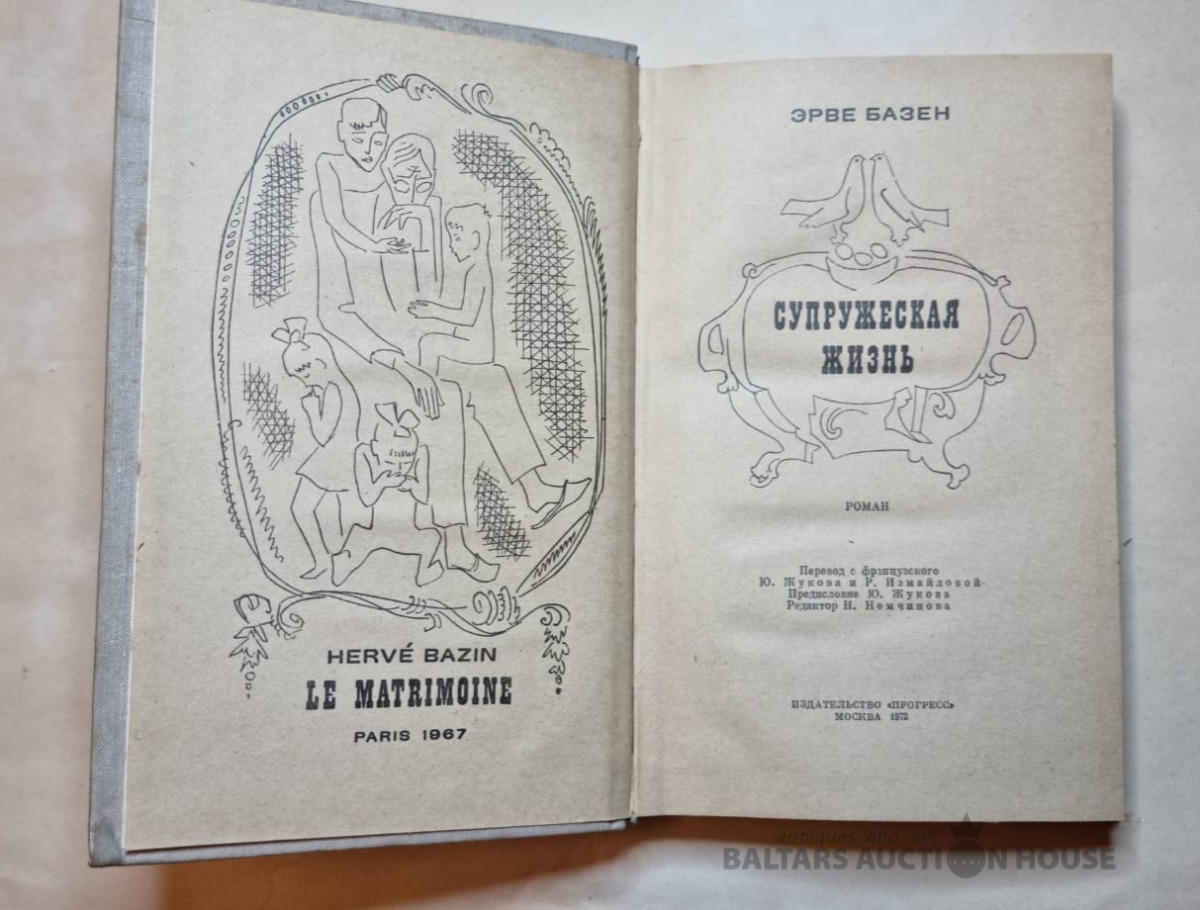 HERVÉ BAZIN
LE MATRIMOINE
PARIS 1967
ЭРВЕ БАЗЕН
СУПРУЖЕСКАЯ
ЖИЗНЬ
РОМАН
Перевод с французского
Ю. Жукова и Р. Измайловой
Предисловие Ю. Жукова
Редактор Н. Немчинова
ИЗДАТЕЛЬСТВО «ПРОГРЕСС»
МОСКВА 1972
antiques and art
BALTARS AUCTION HOUSE